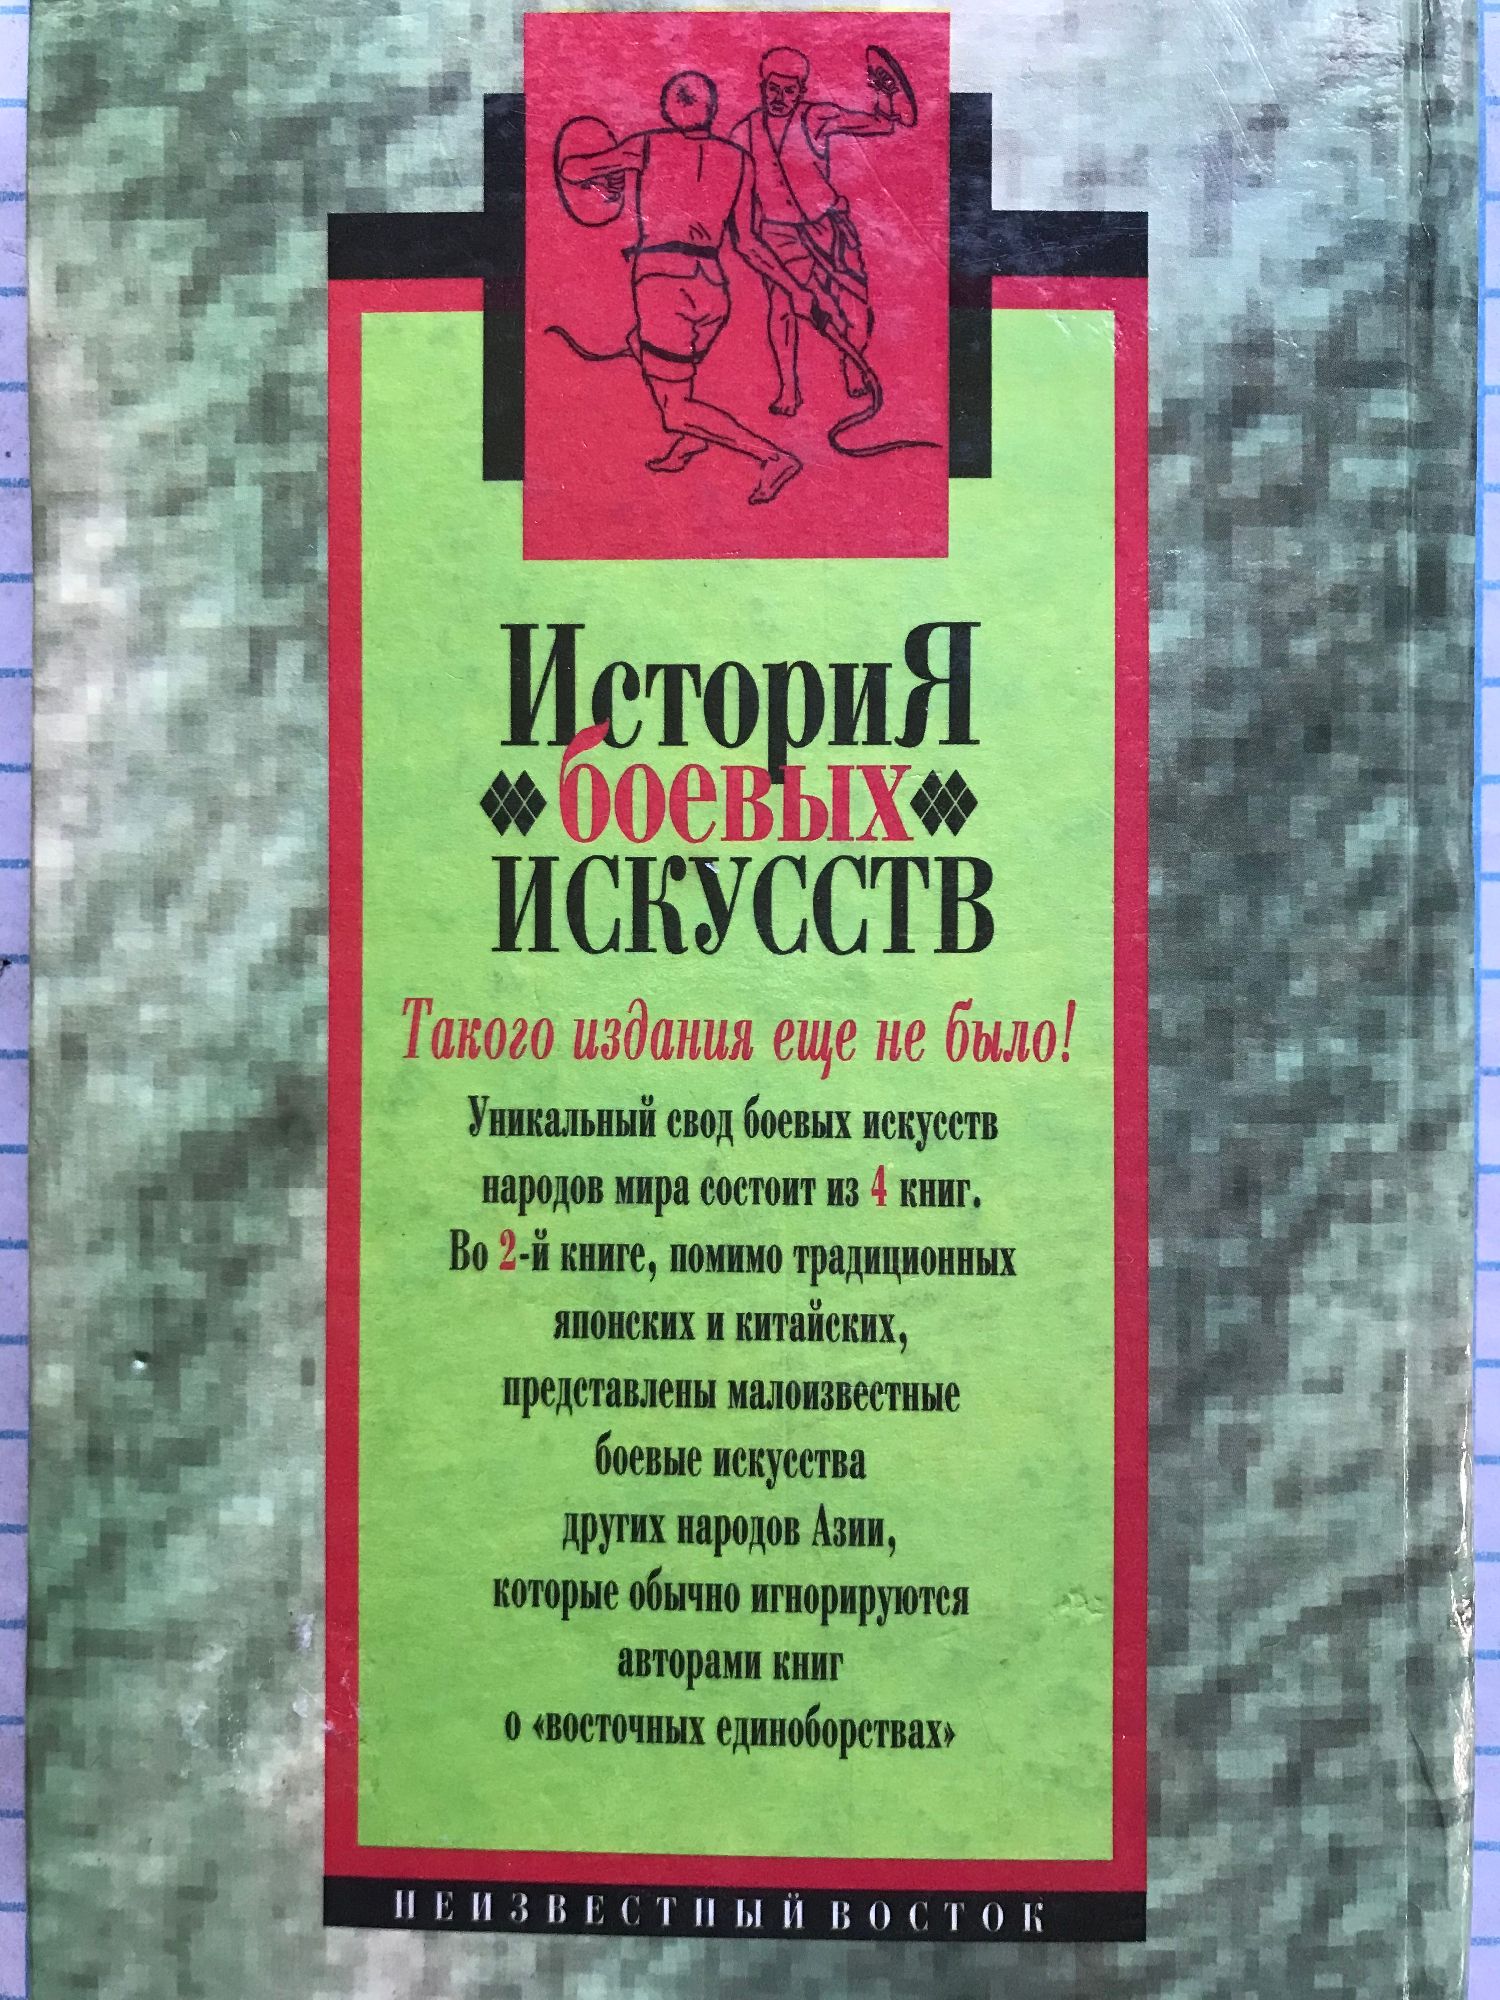 ИсториЯ
боевых
ИСКУССТВ
Такого издания еще не было!
Уникальный свод боевых искусств
народов мира состоит из 4 книг.
Во 2-й книге, помимо традиционных
японских и китайских,
представлены малоизвестные
боевые искусства
других народов Азии,
которые обычно игнорируются
авторами книг
о «восточных единоборствах»
НЕИЗВЕСТНЫЙ ВОСТОК